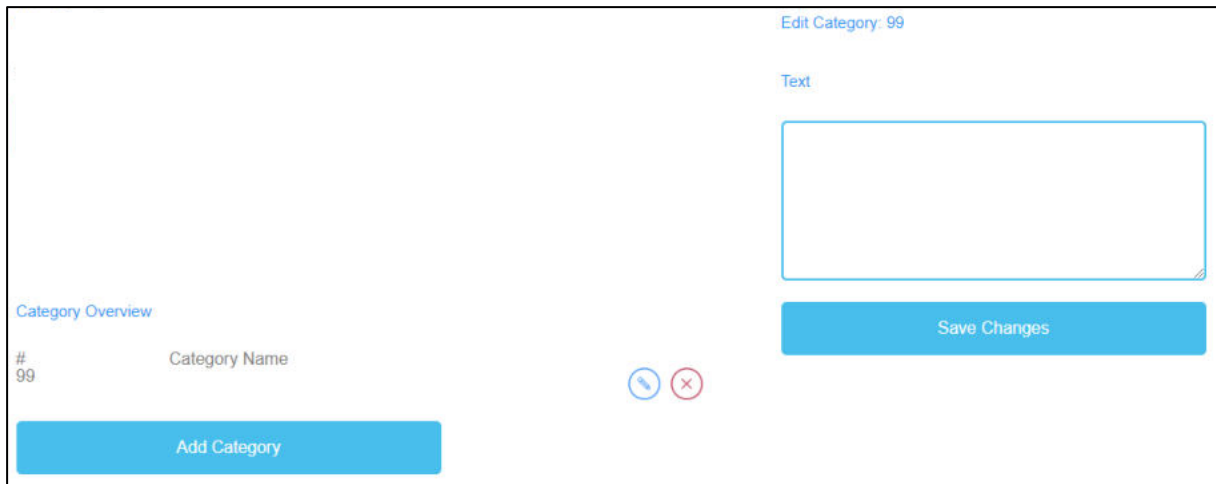 Edit Category: 99
Text
Save Changes
Category Overview
# Category Name
99
Add Category